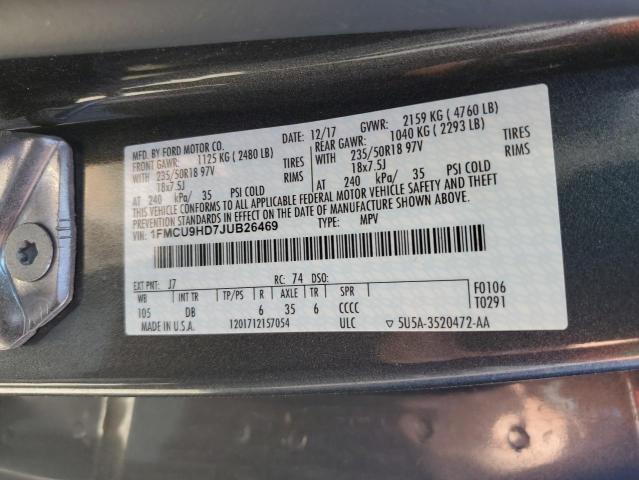 MFD. BY FORD MOTOR CO. 12/17 GVWR: 2159 KG ( 4760 LB)
FRONT GAWR: 1125 KG ( 2480 LB) REAR GAWR: 1040 KG ( 2293 LB)
WITH 235/50R18 97V TIRES WITH 235/50R18 97V TIRES
18x7.5J RIMS 18x7.5J RIMS
AT 240 kPa/ 35 PSI COLD AT 240 kPa/ 35 PSI COLD
THIS VEHICLE CONFORMS TO ALL APPLICABLE FEDERAL MOTOR VEHICLE SAFETY AND THEFT
PREVENTION STANDARDS IN EFFECT ON THE DATE OF MANUFACTURE SHOWN ABOVE.
1FMCU9HD7JUB26469 TYPE: MPV
EXT PNT: J7 RC: 74 DSO:
WB INT TR TP/PS R AXLE TR SPR F0106
105 DB 6 35 6 CCCC T0291
MADE IN U.S.A. 1201712157054 ULC ▽ 5U5A-3520472-AA